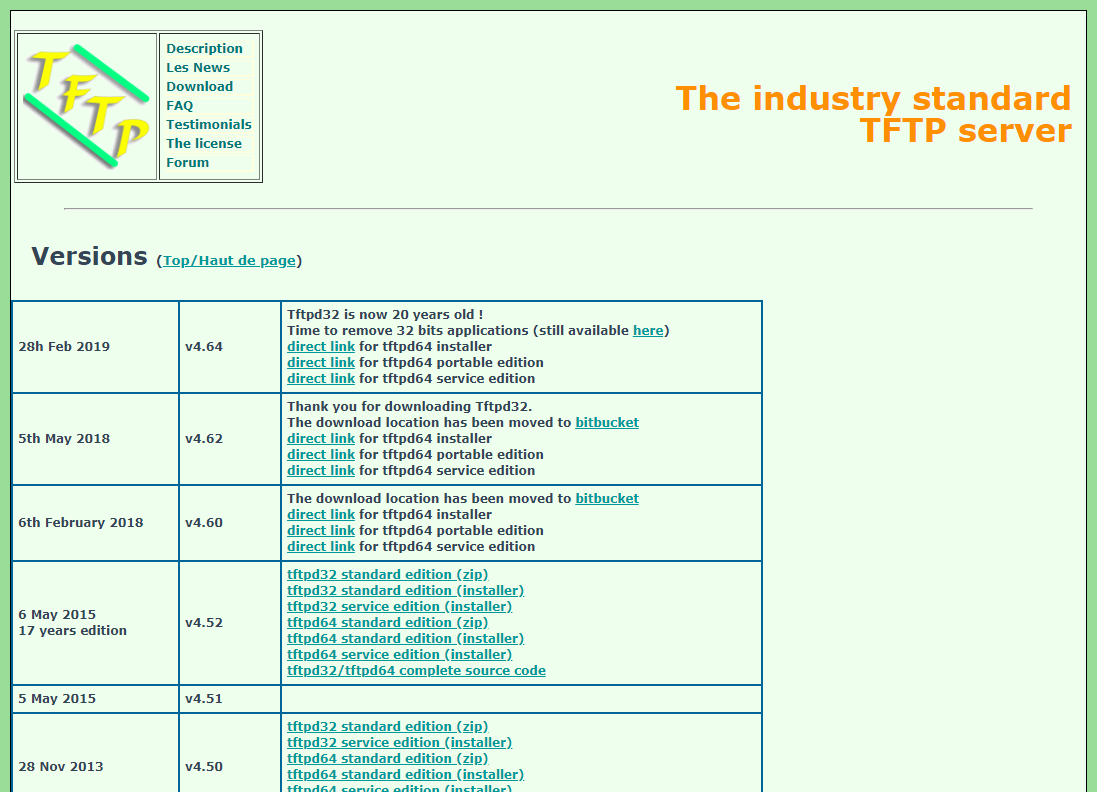 TFTP
Description
Les News
Download
FAQ
Testimonials
The license
Forum
The industry standard
TFTP server
Versions (Top/Haut de page)
28h Feb 2019
v4.64
Tftpd32 is now 20 years old !
Time to remove 32 bits applications (still available here)
direct link for tftpd64 installer
direct link for tftpd64 portable edition
direct link for tftpd64 service edition
5th May 2018
v4.62
Thank you for downloading Tftpd32.
The download location has been moved to bitbucket
direct link for tftpd64 installer
direct link for tftpd64 portable edition
direct link for tftpd64 service edition
6th February 2018
v4.60
The download location has been moved to bitbucket
direct link for tftpd64 installer
direct link for tftpd64 portable edition
direct link for tftpd64 service edition
6 May 2015
17 years edition
v4.52
tftpd32 standard edition (zip)
tftpd32 standard edition (installer)
tftpd32 service edition (installer)
tftpd64 standard edition (zip)
tftpd64 standard edition (installer)
tftpd64 service edition (installer)
tftpd32/tftpd64 complete source code
5 May 2015
v4.51
28 Nov 2013
v4.50
tftpd32 standard edition (zip)
tftpd32 service edition (installer)
tftpd64 standard edition (zip)
tftpd64 standard edition (installer)
tftpd64 service edition (installer)